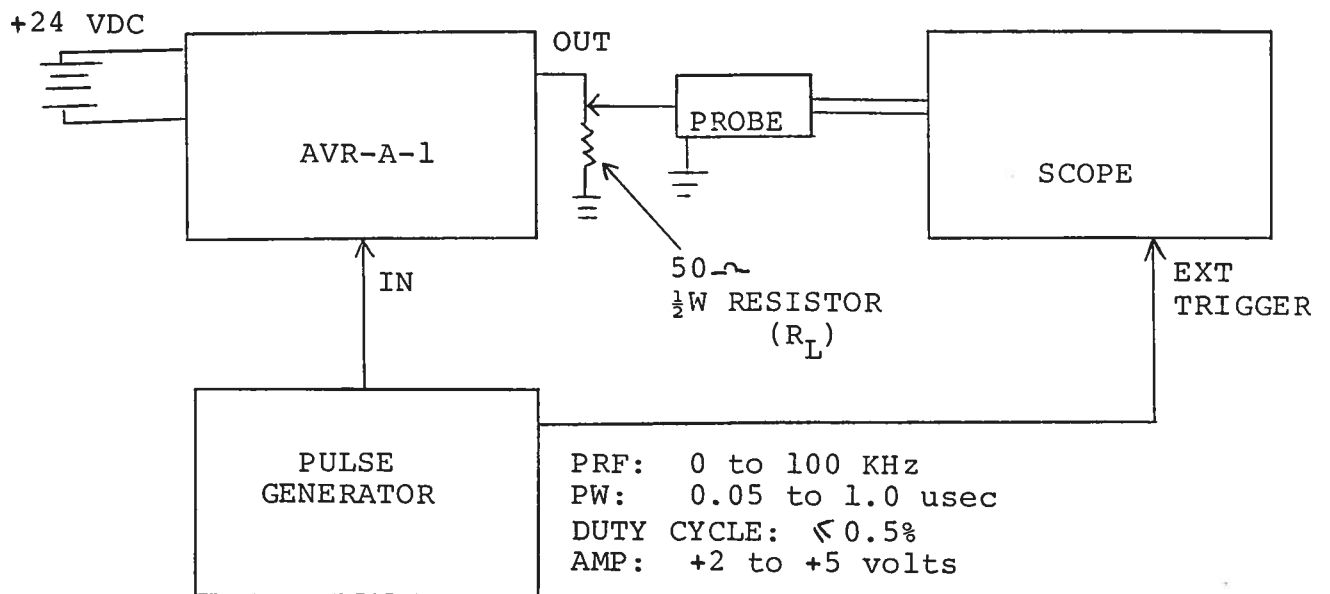 +24 VDC
OUT
AVR-A-1
PROBE
SCOPE
IN
50Ω
½W RESISTOR
(R_L)
EXT
TRIGGER
PULSE
GENERATOR
PRF: 0 to 100 KHz
PW: 0.05 to 1.0 usec
DUTY CYCLE: ⩽ 0.5%
AMP: +2 to +5 volts